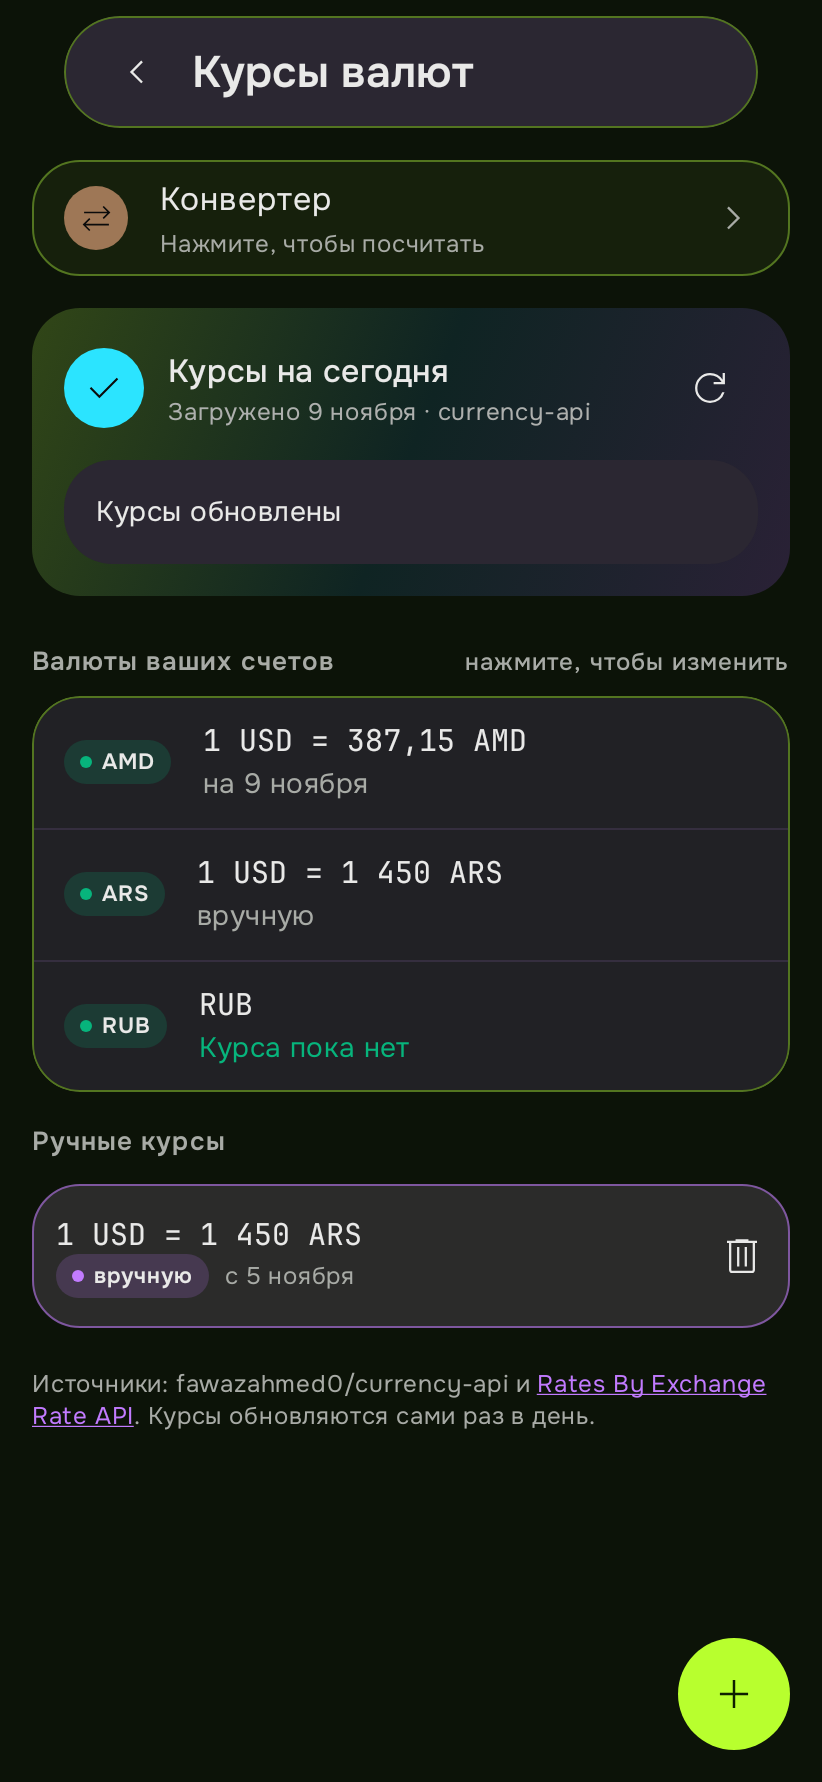 Курсы валют
Конвертер
Нажмите, чтобы посчитать
Курсы на сегодня
Загружено 9 ноября · currency-api
Курсы обновлены
Валюты ваших счетов
нажмите, чтобы изменить
AMD
1 USD = 387,15 AMD
на 9 ноября
ARS
1 USD = 1 450 ARS
вручную
RUB
RUB
Курса пока нет
Ручные курсы
1 USD = 1 450 ARS
вручную
с 5 ноября
Источники: fawazahmed0/currency-api и Rates By Exchange
Rate API. Курсы обновляются сами раз в день.